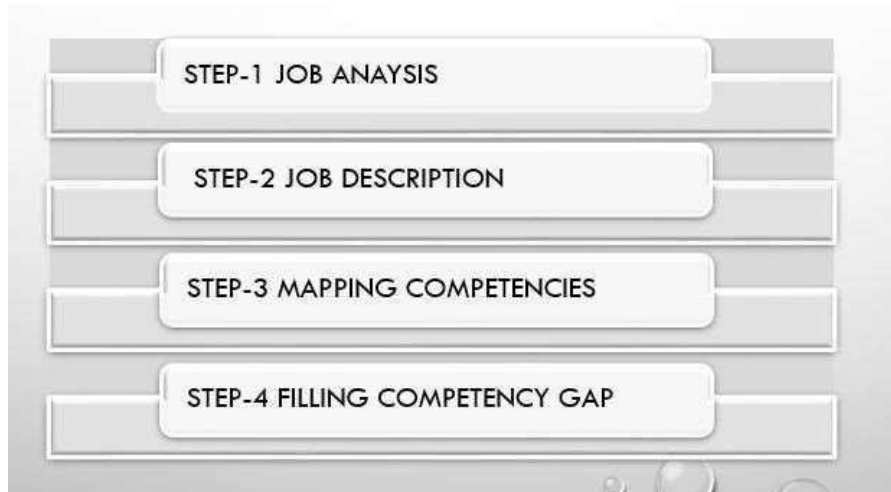 STEP-1 JOB ANAYSIS
STEP-2 JOB DESCRIPTION
STEP-3 MAPPING COMPETENCIES
STEP-4 FILLING COMPETENCY GAP